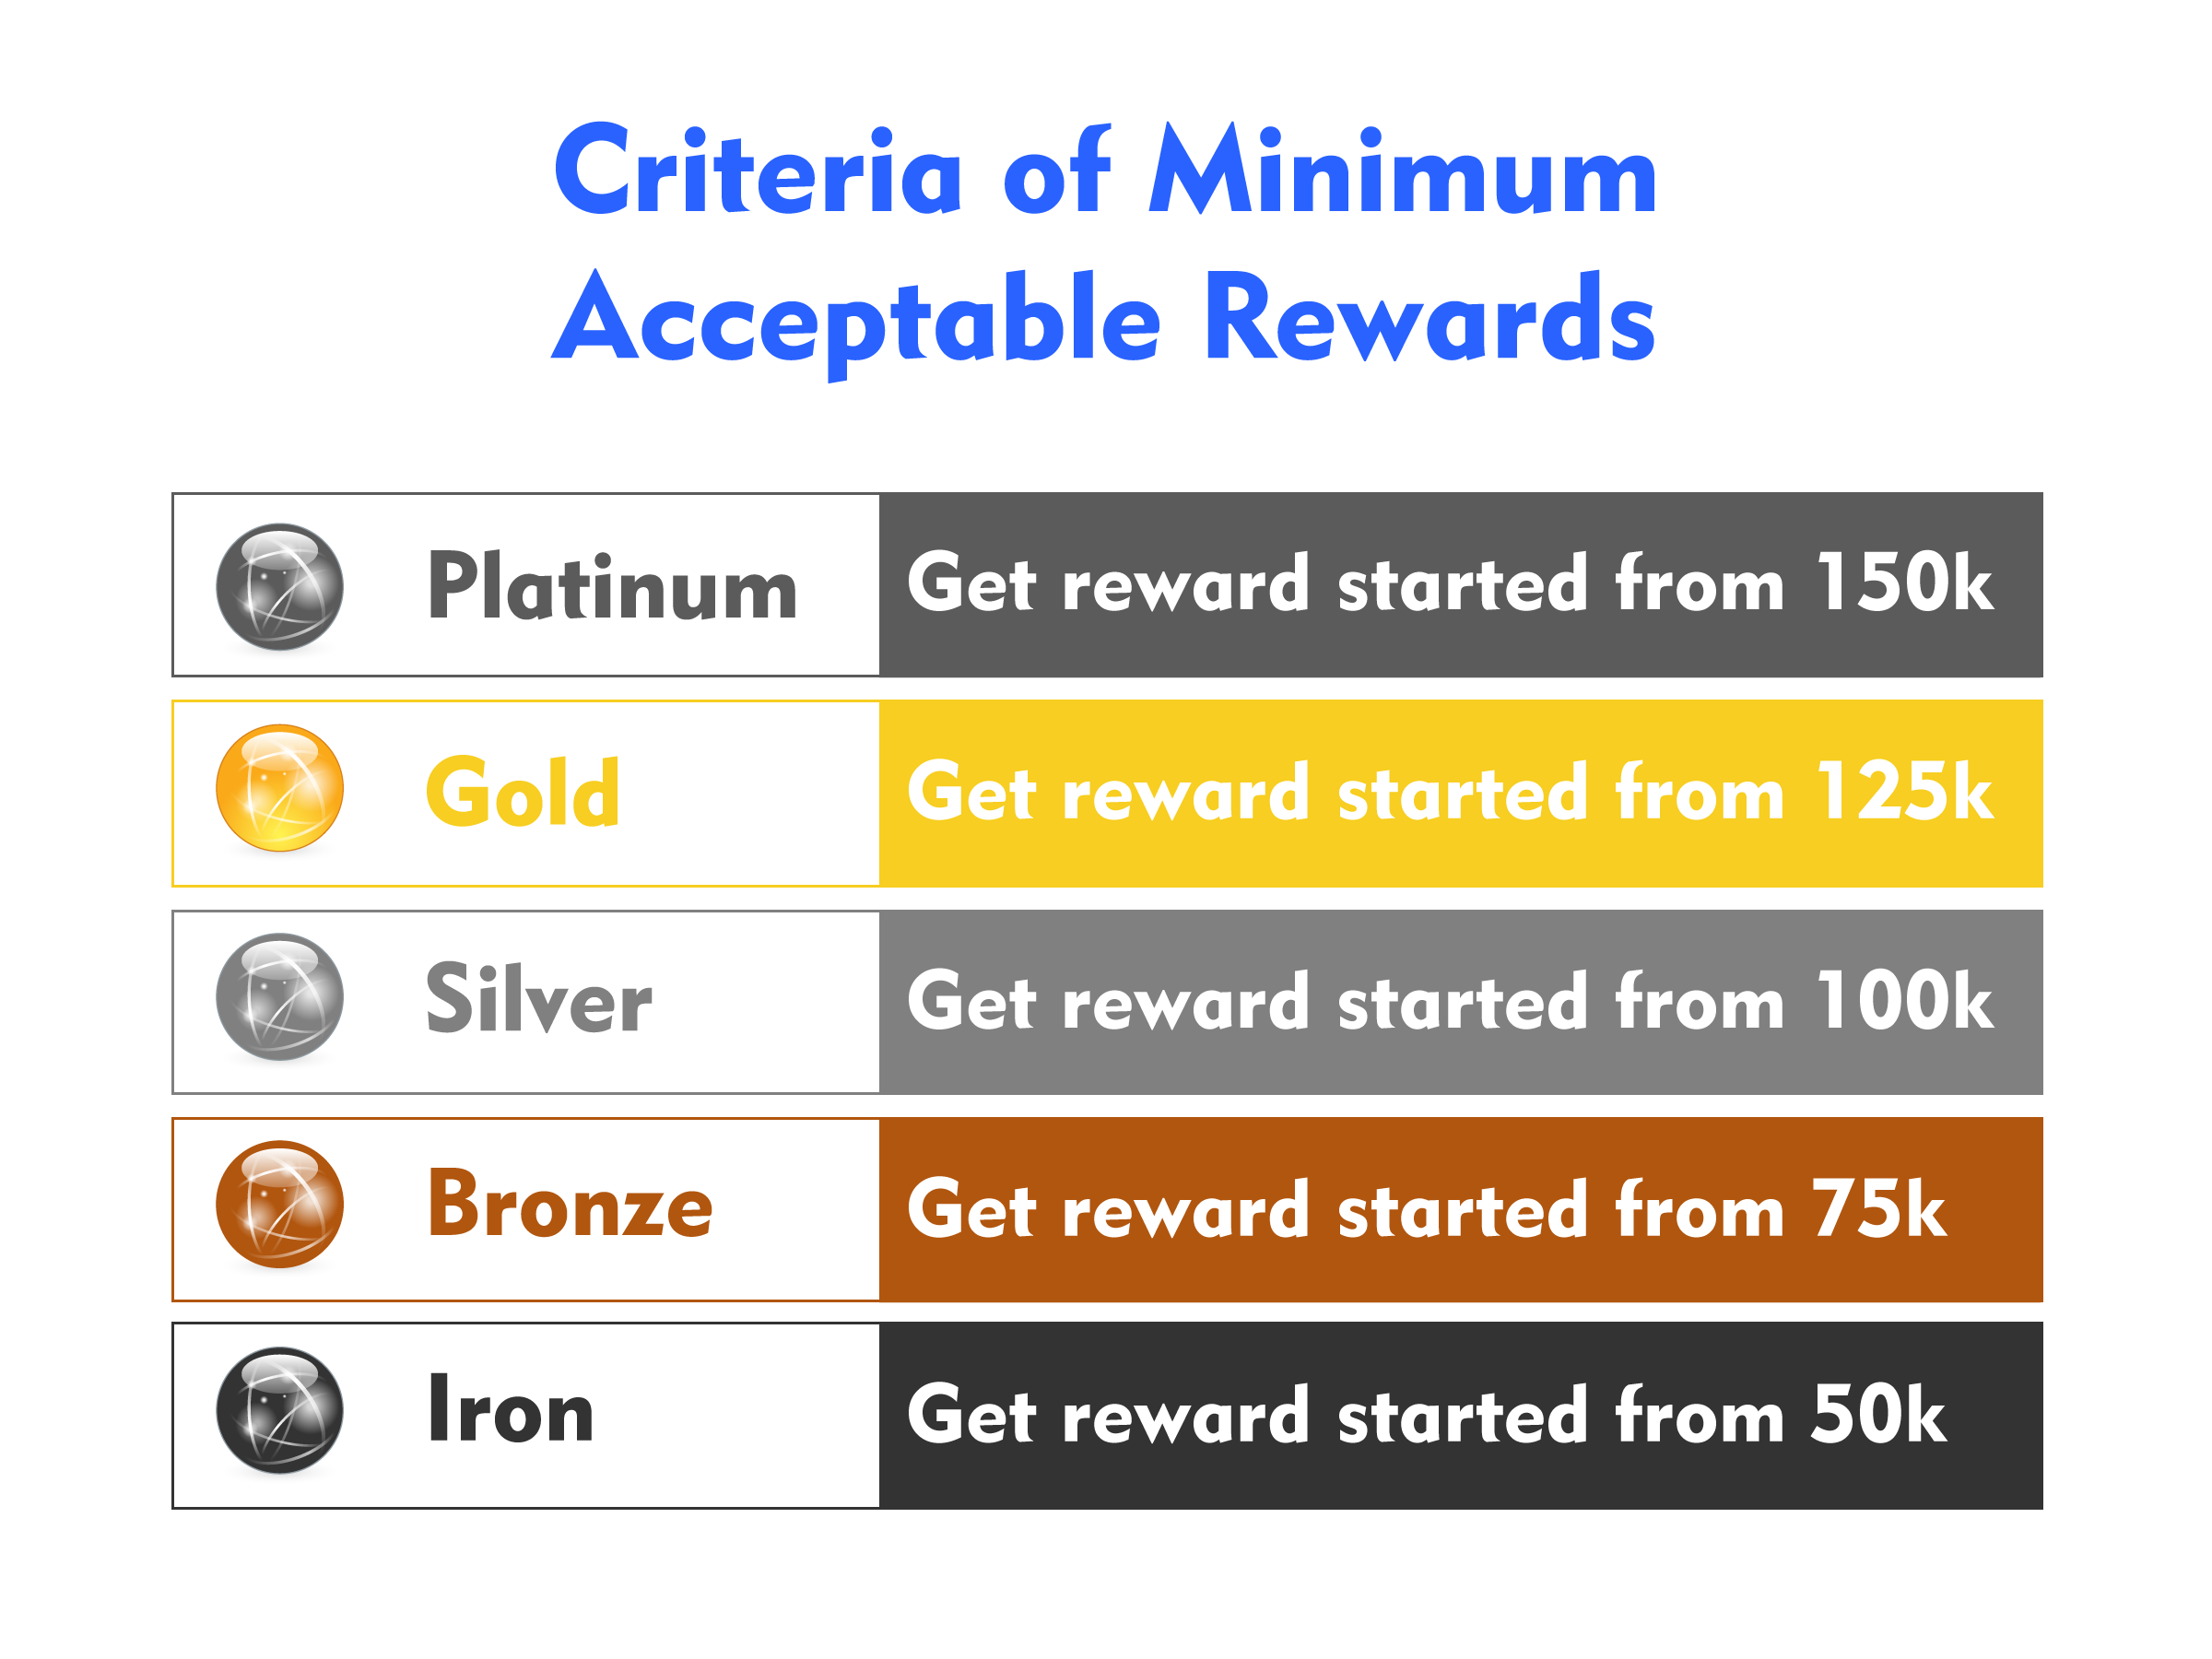 Criteria of Minimum
Acceptable Rewards
Platinum Get reward started from 150k
Gold Get reward started from 125k
Silver Get reward started from 100k
Bronze Get reward started from 75k
Iron Get reward started from 50k